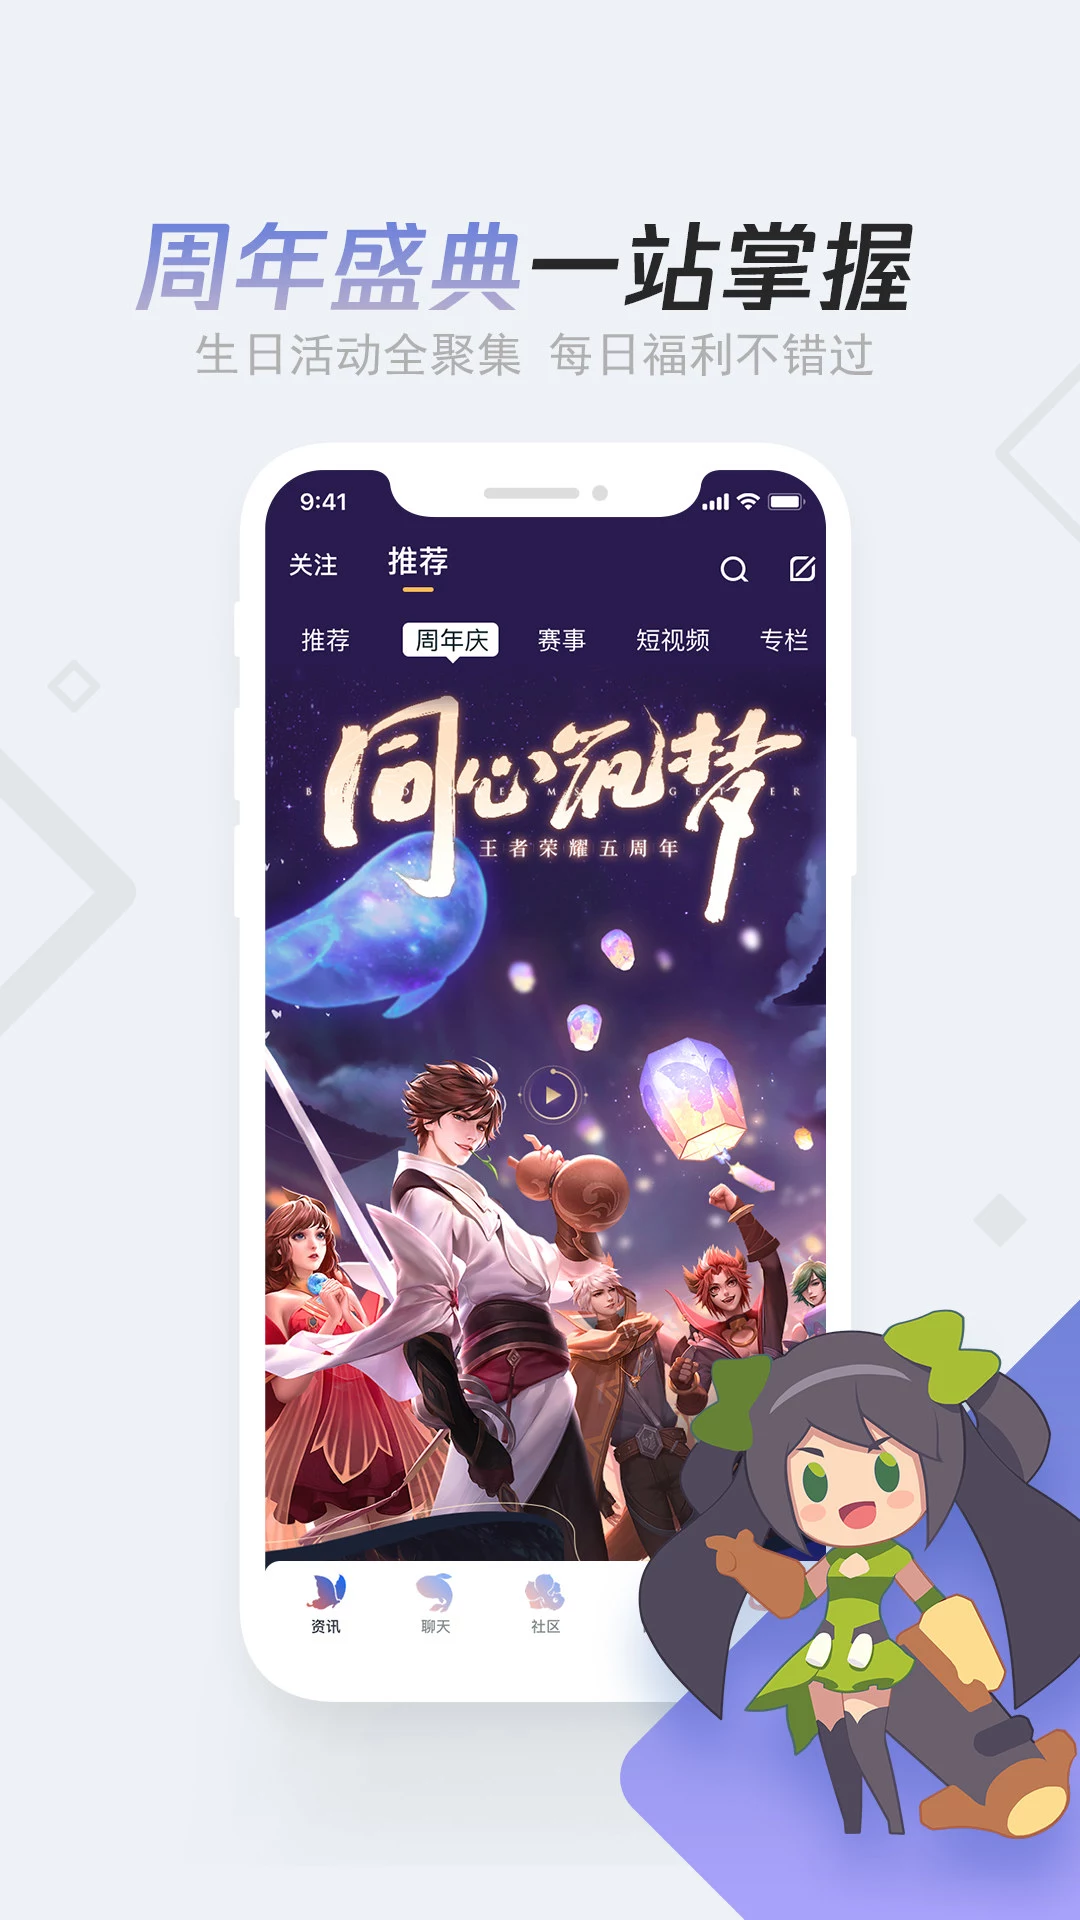 周年盛典一站掌握
生日活动全聚集 每日福利不错过
9:41
关注 推荐
推荐 周年庆 赛事 短视频 专栏
同心筑梦
王者荣耀五周年
资讯 聊天 社区